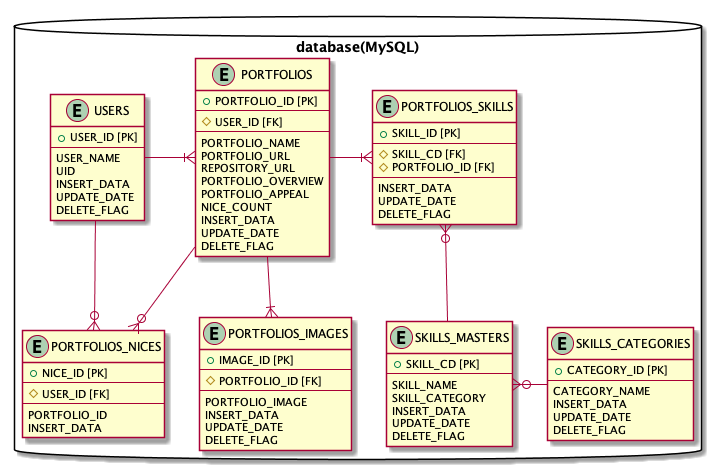 database(MySQL)
E USERS
USER_ID [PK]
USER_NAME
UID
INSERT_DATA
UPDATE_DATE
DELETE_FLAG
E PORTFOLIOS
PORTFOLIO_ID [PK]
USER_ID [FK]
PORTFOLIO_NAME
PORTFOLIO_URL
REPOSITORY_URL
PORTFOLIO_OVERVIEW
PORTFOLIO_APPEAL
NICE_COUNT
INSERT_DATA
UPDATE_DATE
DELETE_FLAG
E PORTFOLIOS_SKILLS
SKILL_ID [PK]
SKILL_CD [FK]
PORTFOLIO_ID [FK]
INSERT_DATA
UPDATE_DATE
DELETE_FLAG
E PORTFOLIOS_NICES
NICE_ID [PK]
USER_ID [FK]
PORTFOLIO_ID
INSERT_DATA
E PORTFOLIOS_IMAGES
IMAGE_ID [PK]
PORTFOLIO_ID [FK]
PORTFOLIO_IMAGE
INSERT_DATA
UPDATE_DATE
DELETE_FLAG
E SKILLS_MASTERS
SKILL_CD [PK]
SKILL_NAME
SKILL_CATEGORY
INSERT_DATA
UPDATE_DATE
DELETE_FLAG
E SKILLS_CATEGORIES
CATEGORY_ID [PK]
CATEGORY_NAME
INSERT_DATA
UPDATE_DATE
DELETE_FLAG